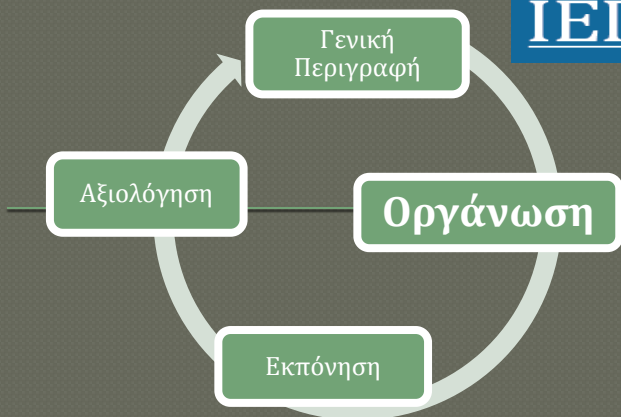 Γενική
Περιγραφή
Αξιολόγηση
Οργάνωση
Εκπόνηση